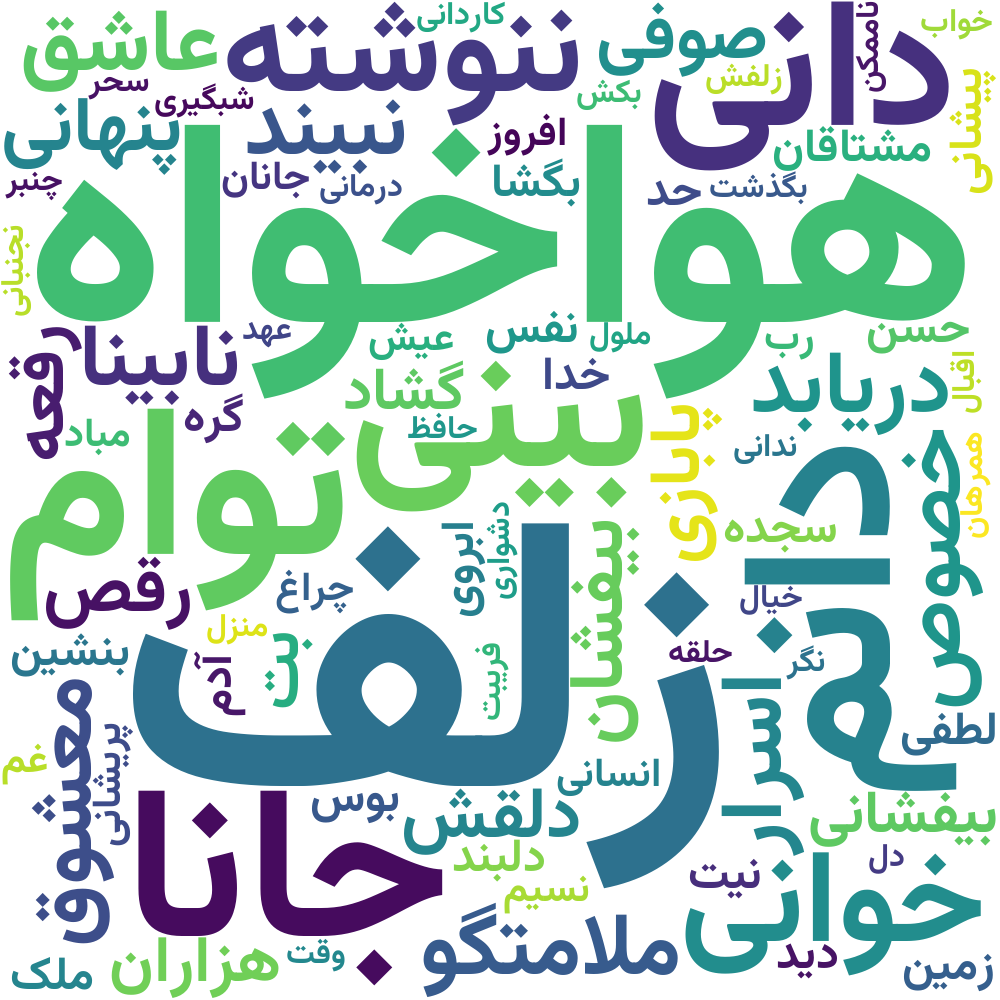 کاردانی
خواب
عاشق
ننوشته
صوفی
دانی
ناممکن
سحر
شبگیری
زلفش
بکش
پیشانی
پنهانی
نبیند
افروز
مشتاقان
چنبر
جانان
درمانی
بگشا
حد
بگذشت
هواخواه
نجنبانی
رقعه
نابینا
عهد
عیش
نفس
ملول
رب
حسن
گشاد
خدا
دریابد
اقبال
گره
مباد
حافظ
بینی
پابازی
ندانی
خصوص
همرهان
توام
دانم
سجده
ابروی
دشواری
بیفشان
رقص
چراغ
زلف
خیال
منزل
بنشین
آدم
بت
فریبت
حلقه
نگر
معشوق
اسرار
لطفی
پریشانی
غم
انسانی
بوس
دلقش
بیفشانی
جانا
دلبند
نسیم
نیت
دل
خوانی
ملامتگو
دید
هزاران
وقت
ملک
زمین